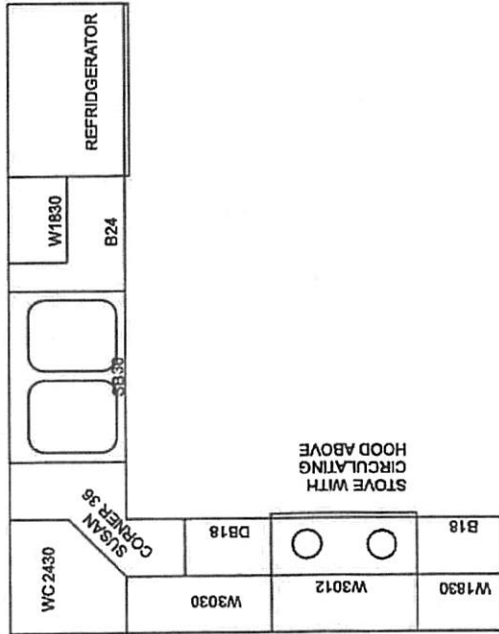 REFRIDGERATOR
W1830
B24
SB30
SUSAN
CORNER 36
WC2430
STOVE WITH
CIRCULATING
HOOD ABOVE
DB18
B18
W3030
W3012
W1830